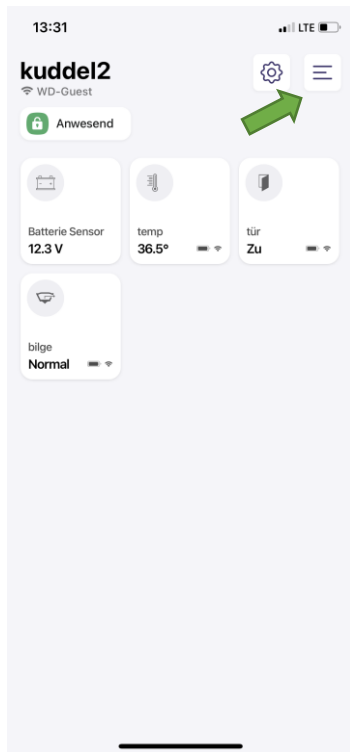 13:31
LTE
kuddel2
WD-Guest
Anwesend
Batterie Sensor
12.3 V
temp
36.5°
tür
Zu
bilge
Normal